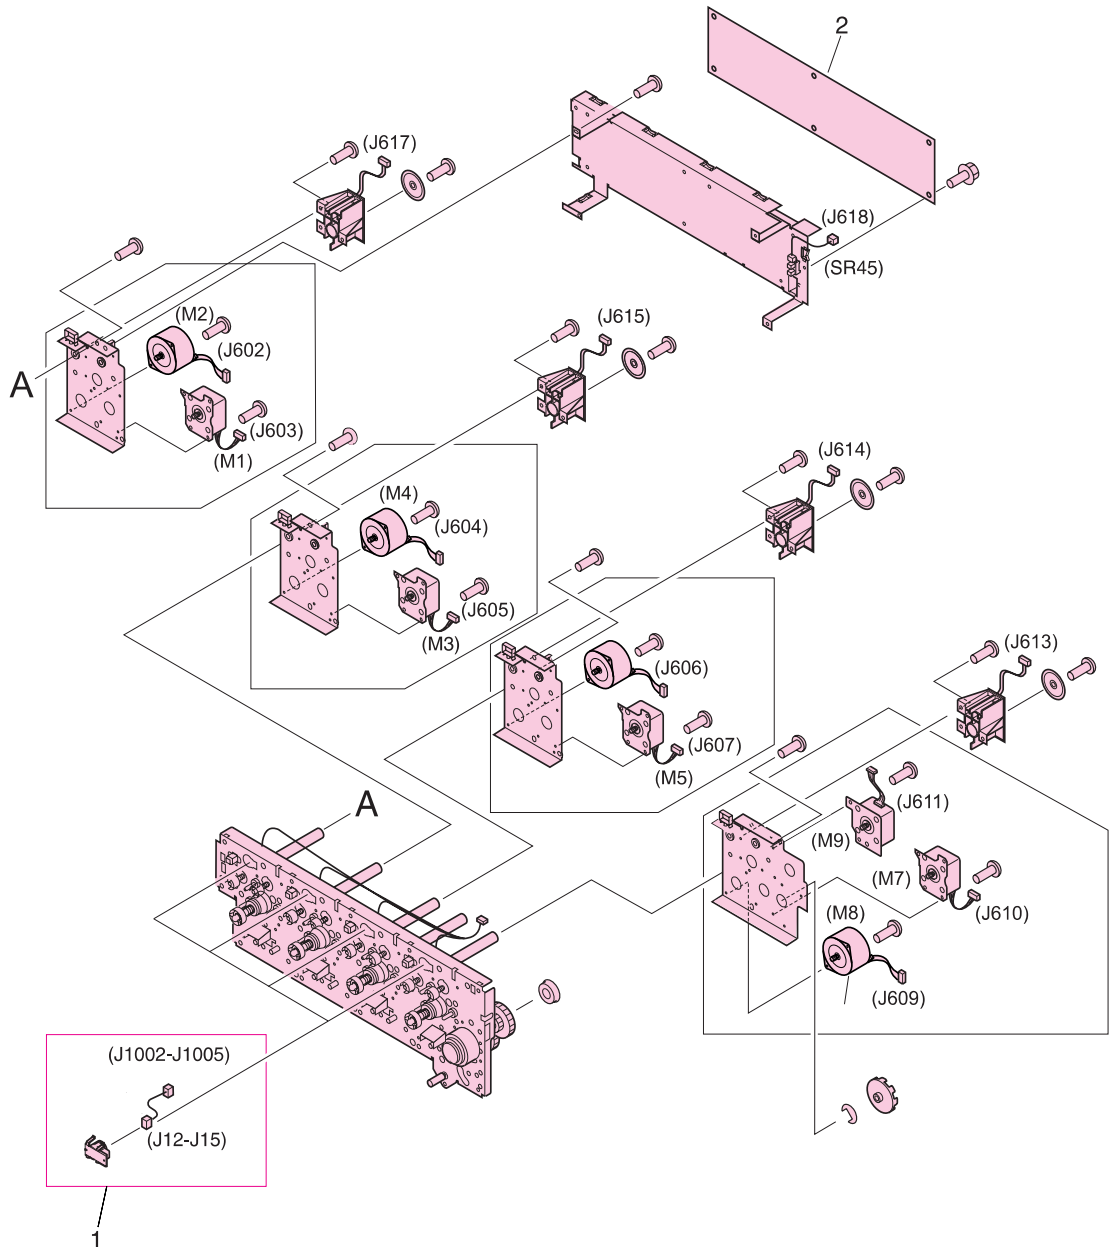 2
(J617)
(J618)
(SR45)
(M2)
(J602)
A
(J603)
(M1)
(J615)
(M4)
(J604)
(J605)
(M3)
(J614)
(J606)
(J607)
(M5)
(J613)
(J611)
(M9)
(M7)
(J610)
(M8)
(J609)
A
(J1002-J1005)
(J12-J15)
1